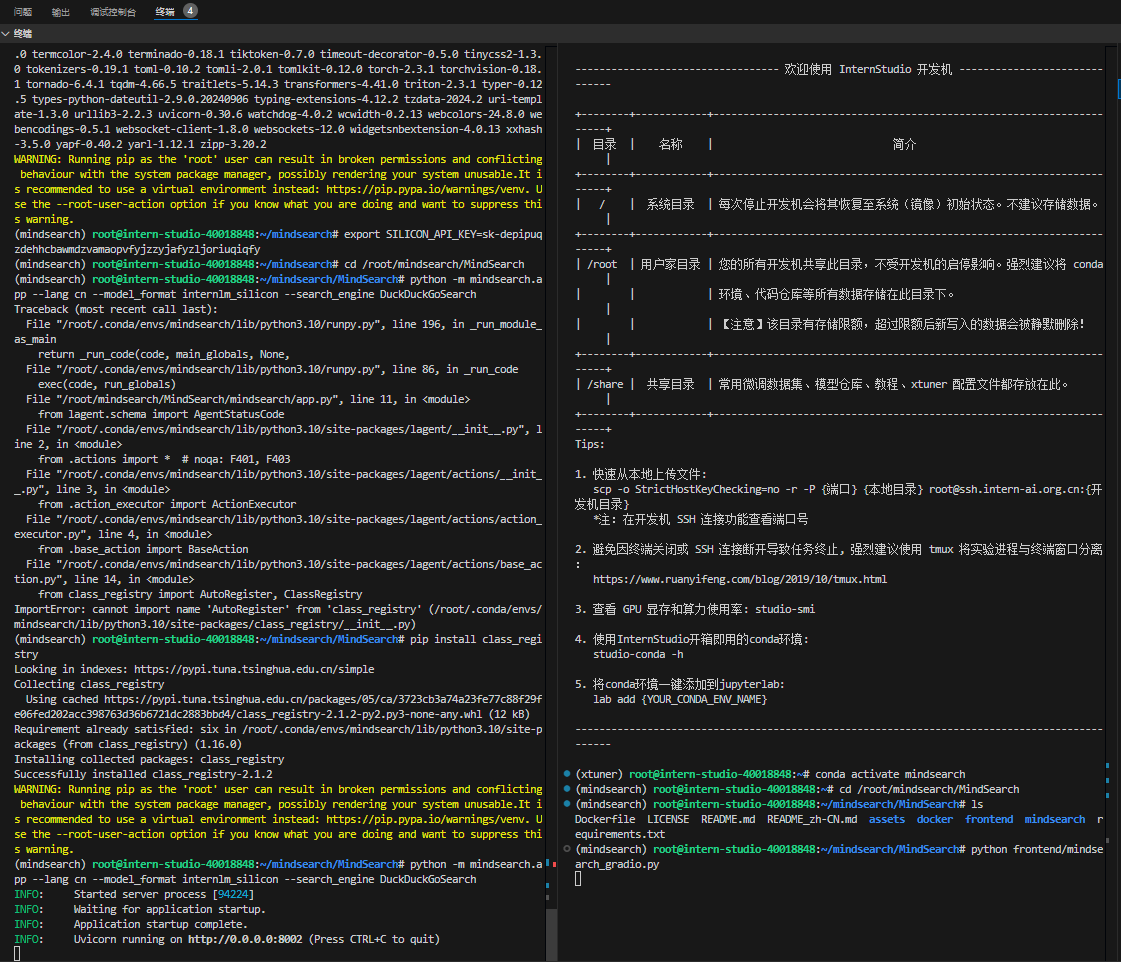 问题 输出 调试控制台 终端 4
终端
.0 termcolor-2.4.0 terminado-0.18.1 tiktoken-0.7.0 timeout-decorator-0.5.0 tinycss2-1.3.
0 tokenizers-0.19.1 toml-0.10.2 tomli-2.0.1 tomlkit-0.12.0 torch-2.3.1 torchvision-0.18.
1 tornado-6.4.1 tqdm-4.66.5 traitlets-5.14.3 transformers-4.41.0 triton-2.3.1 typer-0.12
.5 types-python-dateutil-2.9.0.20240906 typing-extensions-4.12.2 tzdata-2024.2 uri-templ
ate-1.3.0 urllib3-2.2.3 uvicorn-0.30.6 watchdog-4.0.2 wcwidth-0.2.13 webcolors-24.8.0 we
bencodings-0.5.1 websocket-client-1.8.0 websockets-12.0 widgetsnbextension-4.0.13 xxhash
-3.5.0 yapf-0.40.2 yarl-1.12.1 zipp-3.20.2
WARNING: Running pip as the 'root' user can result in broken permissions and conflicting
 behaviour with the system package manager, possibly rendering your system unusable.It i
s recommended to use a virtual environment instead: https://pip.pypa.io/warnings/venv. U
se the --root-user-action option if you know what you are doing and want to suppress thi
s warning.
(mindsearch) root@intern-studio-40018848:~/mindsearch# export SILICON_API_KEY=sk-depipuq
zdehhcbawmdzvamaopvfyjzzyjafyzljoriuqiqfy
(mindsearch) root@intern-studio-40018848:~/mindsearch# cd /root/mindsearch/MindSearch
(mindsearch) root@intern-studio-40018848:~/mindsearch/MindSearch# python -m mindsearch.a
pp --lang cn --model_format internlm_silicon --search_engine DuckDuckGoSearch
Traceback (most recent call last):
  File "/root/.conda/envs/mindsearch/lib/python3.10/runpy.py", line 196, in _run_module_
as_main
    return _run_code(code, main_globals, None,
  File "/root/.conda/envs/mindsearch/lib/python3.10/runpy.py", line 86, in _run_code
    exec(code, run_globals)
  File "/root/mindsearch/MindSearch/mindsearch/app.py", line 11, in <module>
    from lagent.schema import AgentStatusCode
  File "/root/.conda/envs/mindsearch/lib/python3.10/site-packages/lagent/__init__.py", l
ine 2, in <module>
    from .actions import *  # noqa: F401, F403
  File "/root/.conda/envs/mindsearch/lib/python3.10/site-packages/lagent/actions/__init_
_.py", line 3, in <module>
    from .action_executor import ActionExecutor
  File "/root/.conda/envs/mindsearch/lib/python3.10/site-packages/lagent/actions/action_
executor.py", line 4, in <module>
    from .base_action import BaseAction
  File "/root/.conda/envs/mindsearch/lib/python3.10/site-packages/lagent/actions/base_ac
tion.py", line 14, in <module>
    from class_registry import AutoRegister, ClassRegistry
ImportError: cannot import name 'AutoRegister' from 'class_registry' (/root/.conda/envs/
mindsearch/lib/python3.10/site-packages/class_registry/__init__.py)
(mindsearch) root@intern-studio-40018848:~/mindsearch/MindSearch# pip install class_regi
stry
Looking in indexes: https://pypi.tuna.tsinghua.edu.cn/simple
Collecting class_registry
  Using cached https://pypi.tuna.tsinghua.edu.cn/packages/05/ca/3723cb3a74a23fe77c88f29f
e06fed202acc398763d36b6721dc2883bbd4/class_registry-2.1.2-py2.py3-none-any.whl (12 kB)
Requirement already satisfied: six in /root/.conda/envs/mindsearch/lib/python3.10/site-p
ackages (from class_registry) (1.16.0)
Installing collected packages: class_registry
Successfully installed class_registry-2.1.2
WARNING: Running pip as the 'root' user can result in broken permissions and conflicting
 behaviour with the system package manager, possibly rendering your system unusable.It i
s recommended to use a virtual environment instead: https://pip.pypa.io/warnings/venv. U
se the --root-user-action option if you know what you are doing and want to suppress thi
s warning.
(mindsearch) root@intern-studio-40018848:~/mindsearch/MindSearch# python -m mindsearch.a
pp --lang cn --model_format internlm_silicon --search_engine DuckDuckGoSearch
INFO:     Started server process [94224]
INFO:     Waiting for application startup.
INFO:     Application startup complete.
INFO:     Uvicorn running on http://0.0.0.0:8002 (Press CTRL+C to quit)
---------------------------------- 欢迎使用 InternStudio 开发机 ------------------------
------
+--------+------------+-----------------------------------------------------------------
-----+
|  目录  |    名称    |                              简介
     |
+--------+------------+-----------------------------------------------------------------
-----+
|   /    |  系统目录  | 每次停止开发机会将其恢复至系统（镜像）初始状态。不建议存储数据。
     |
+--------+------------+-----------------------------------------------------------------
-----+
| /root  | 用户家目录 | 您的所有开发机共享此目录，不受开发机的启停影响。强烈建议将 conda
     |
|        |            | 环境、代码仓库等所有数据存储在此目录下。
     |
|        |            | 【注意】该目录有存储限额，超过限额后新写入的数据会被静默删除！
     |
+--------+------------+-----------------------------------------------------------------
-----+
| /share |  共享目录  | 常用微调数据集、模型仓库、教程、xtuner 配置文件都存放在此。
     |
+--------+------------+-----------------------------------------------------------------
-----+
Tips:
1. 快速从本地上传文件：
   scp -o StrictHostKeyChecking=no -r -P {端口} {本地目录} root@ssh.intern-ai.org.cn:{开
发机目录}
   *注: 在开发机 SSH 连接功能查看端口号
2. 避免因终端关闭或 SSH 连接断开导致任务终止, 强烈建议使用 tmux 将实验进程与终端窗口分离
:
   https://www.ruanyifeng.com/blog/2019/10/tmux.html
3. 查看 GPU 显存和算力使用率: studio-smi
4. 使用InternStudio开箱即用的conda环境:
   studio-conda -h
5. 将conda环境一键添加到jupyterlab:
   lab add {YOUR_CONDA_ENV_NAME}
----------------------------------------------------------------------------------------
------
(xtuner) root@intern-studio-40018848:~# conda activate mindsearch
(mindsearch) root@intern-studio-40018848:~# cd /root/mindsearch/MindSearch
(mindsearch) root@intern-studio-40018848:~/mindsearch/MindSearch# ls
Dockerfile  LICENSE  README.md  README_zh-CN.md  assets  docker  frontend  mindsearch  r
equirements.txt
(mindsearch) root@intern-studio-40018848:~/mindsearch/MindSearch# python frontend/mindse
arch_gradio.py